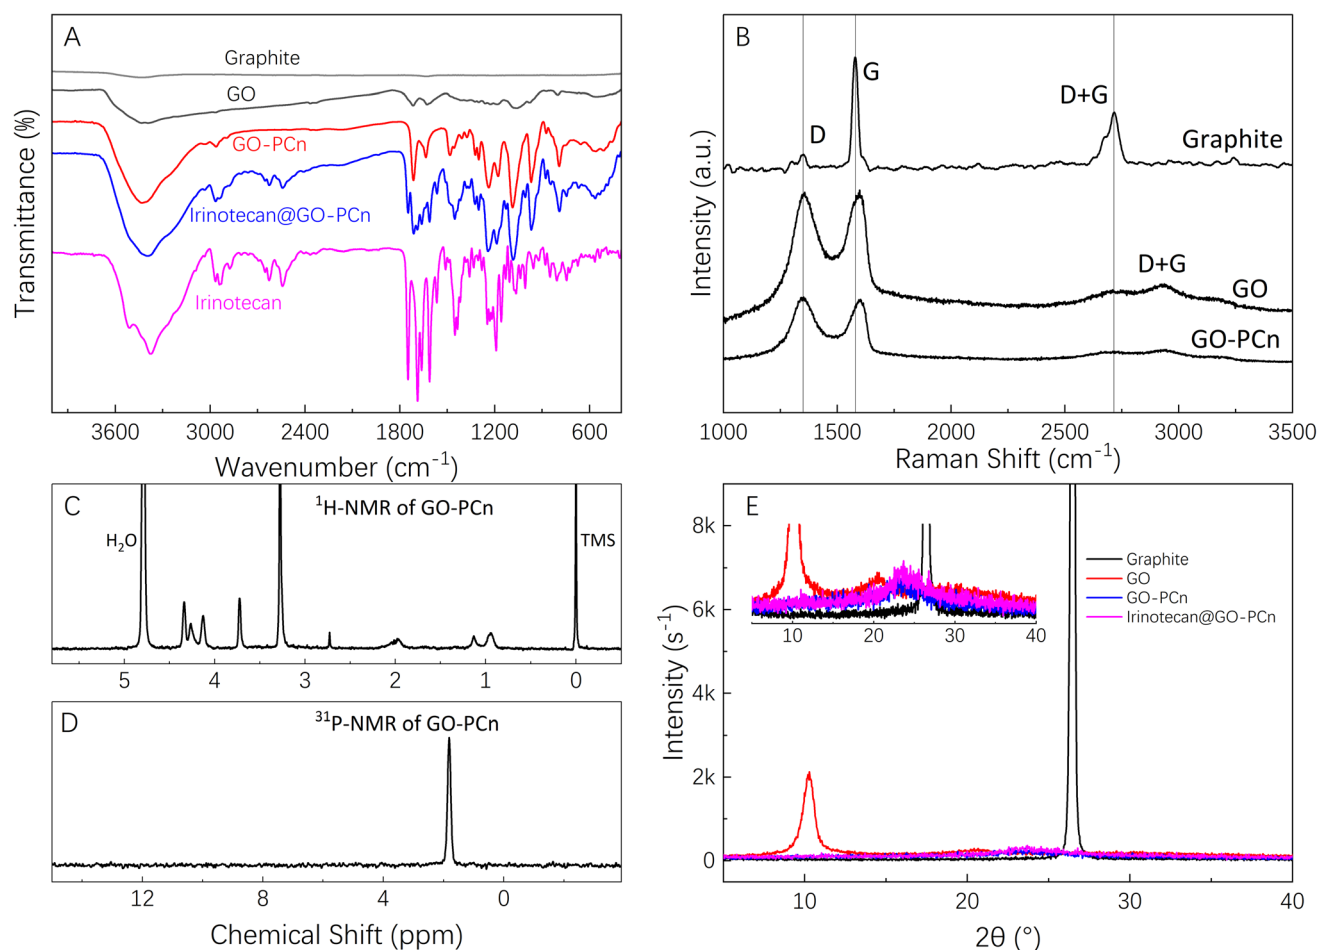 A
Graphite
GO
GO-PCn
Irinotecan@GO-PCn
Irinotecan
Transmittance (%)
3600 3000 2400 1800 1200 600
Wavenumber (cm-1)
B
G
D
D+G
Graphite
D+G
GO
GO-PCn
Intensity (a.u.)
1000 1500 2000 2500 3000 3500
Raman Shift (cm-1)
C
1H-NMR of GO-PCn
H2O
TMS
5 4 3 2 1 0
D
31P-NMR of GO-PCn
12 8 4 0
Chemical Shift (ppm)
E
8k
6k
4k
2k
0
Intensity (s-1)
10 20 30 40
Graphite
GO
GO-PCn
Irinotecan@GO-PCn
10 20 30 40
2θ (°)